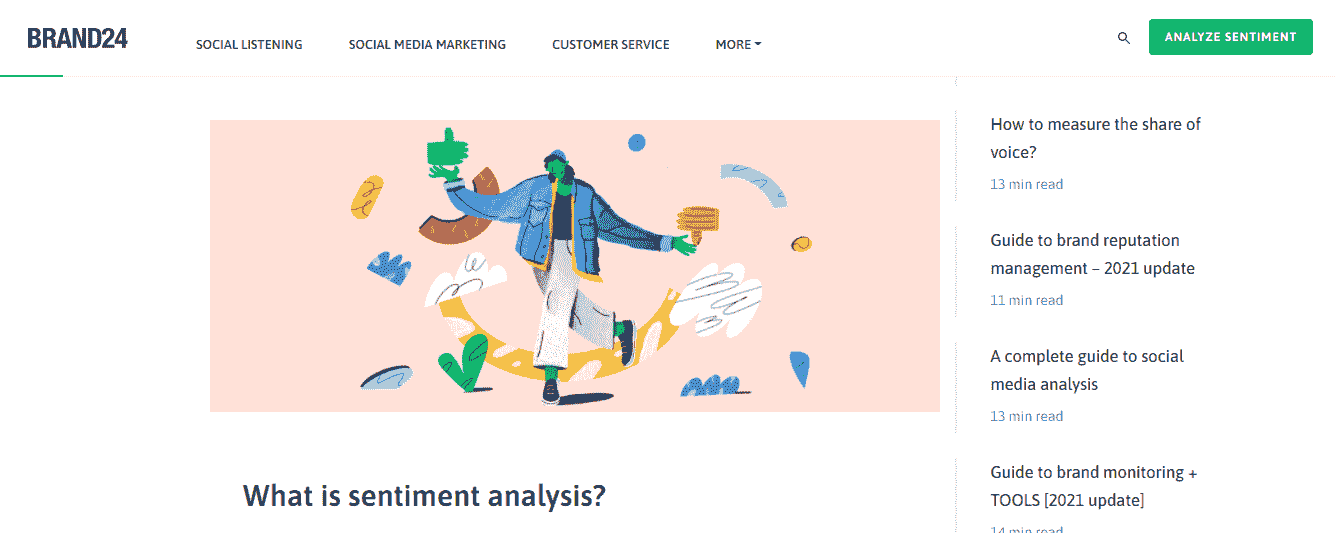 BRAND24
SOCIAL LISTENING
SOCIAL MEDIA MARKETING
CUSTOMER SERVICE
MORE
ANALYZE SENTIMENT
What is sentiment analysis?
How to measure the share of
voice?
13 min read
Guide to brand reputation
management – 2021 update
11 min read
A complete guide to social
media analysis
13 min read
Guide to brand monitoring +
TOOLS [2021 update]
14 min read